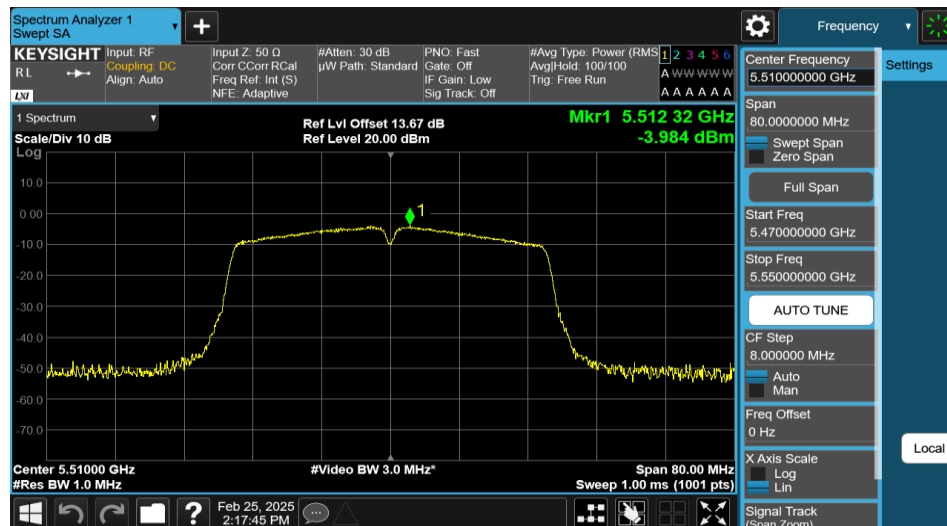 Spectrum Analyzer 1
Swept SA
+
Frequency
KEYSIGHT
RL
LXI
Input: RF
Coupling: DC
Align: Auto
Input Z: 50 Ω
Corr CCorr RCal
Freq Ref: Int (S)
NFE: Adaptive
#Atten: 30 dB
µW Path: Standard
PNO: Fast
Gate: Off
IF Gain: Low
Sig Track: Off
#Avg Type: Power (RMS
Avg|Hold: 100/100
Trig: Free Run
1 2 3 4 5 6
A W W W W W
A A A A A A
1 Spectrum
Scale/Div 10 dB
Log
Ref Lvl Offset 13.67 dB
Ref Level 20.00 dBm
Mkr1 5.512 32 GHz
-3.984 dBm
10.0
0.00
-10.0
-20.0
-30.0
-40.0
-50.0
-60.0
-70.0
1
Center 5.51000 GHz
#Res BW 1.0 MHz
#Video BW 3.0 MHz*
Span 80.00 MHz
Sweep 1.00 ms (1001 pts)
Center Frequency
5.510000000 GHz
Span
80.0000000 MHz
Swept Span
Zero Span
Full Span
Start Freq
5.470000000 GHz
Stop Freq
5.550000000 GHz
AUTO TUNE
CF Step
8.000000 MHz
Auto
Man
Freq Offset
0 Hz
X Axis Scale
Log
Lin
Signal Track
(Span Zoom)
Settings
Local
?
Feb 25, 2025
2:17:45 PM